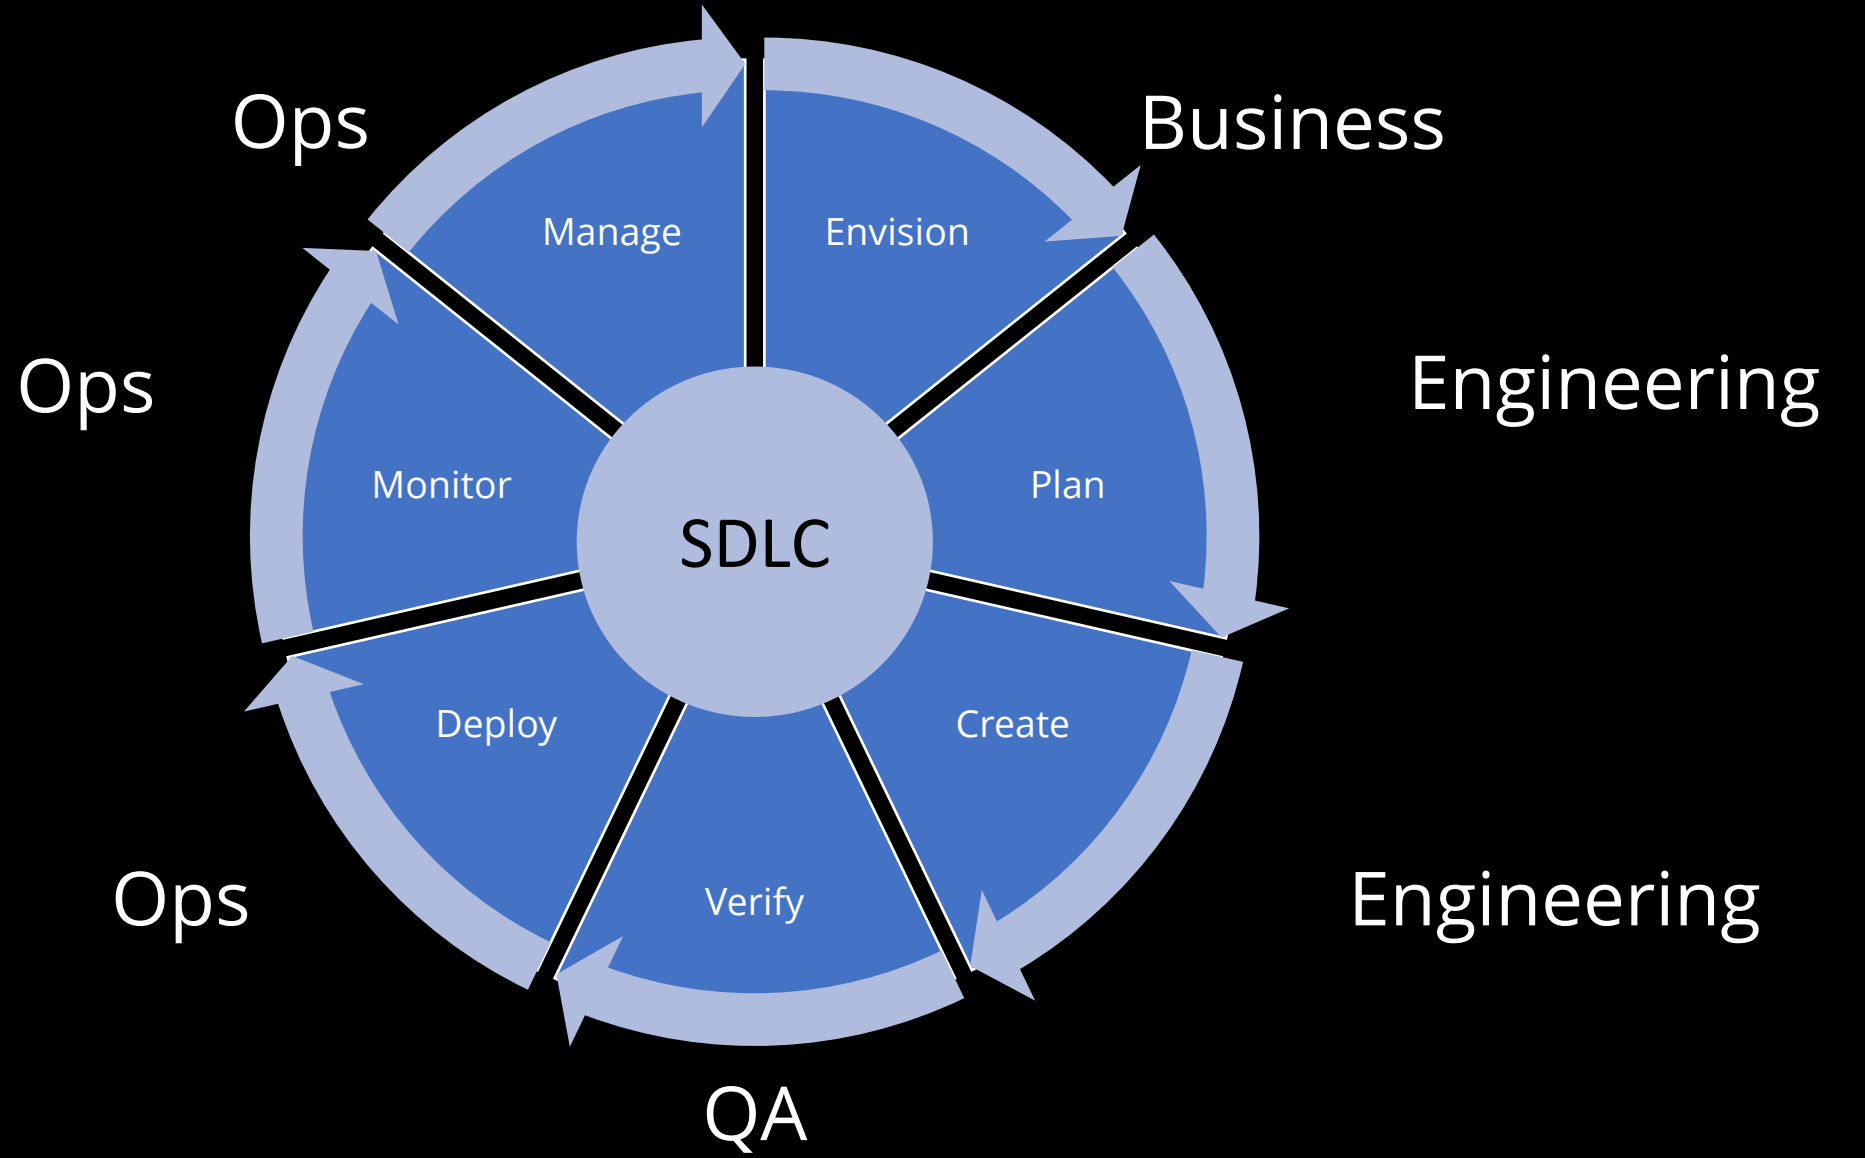 Ops
Business
Manage
Envision
Ops
Engineering
Monitor
Plan
SDLC
Deploy
Create
Ops
Verify
Engineering
QA